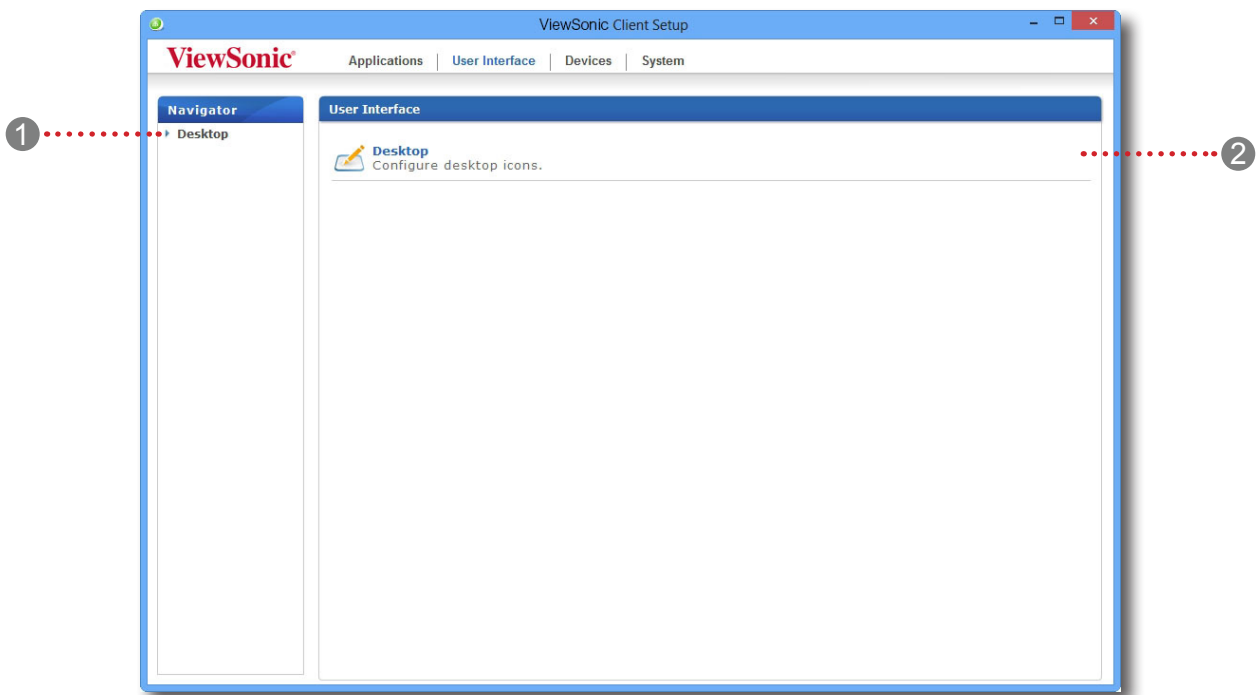 ViewSonic Client Setup
ViewSonic® Applications | User Interface | Devices | System
Navigator
Desktop
User Interface
Desktop
Configure desktop icons.
1
2